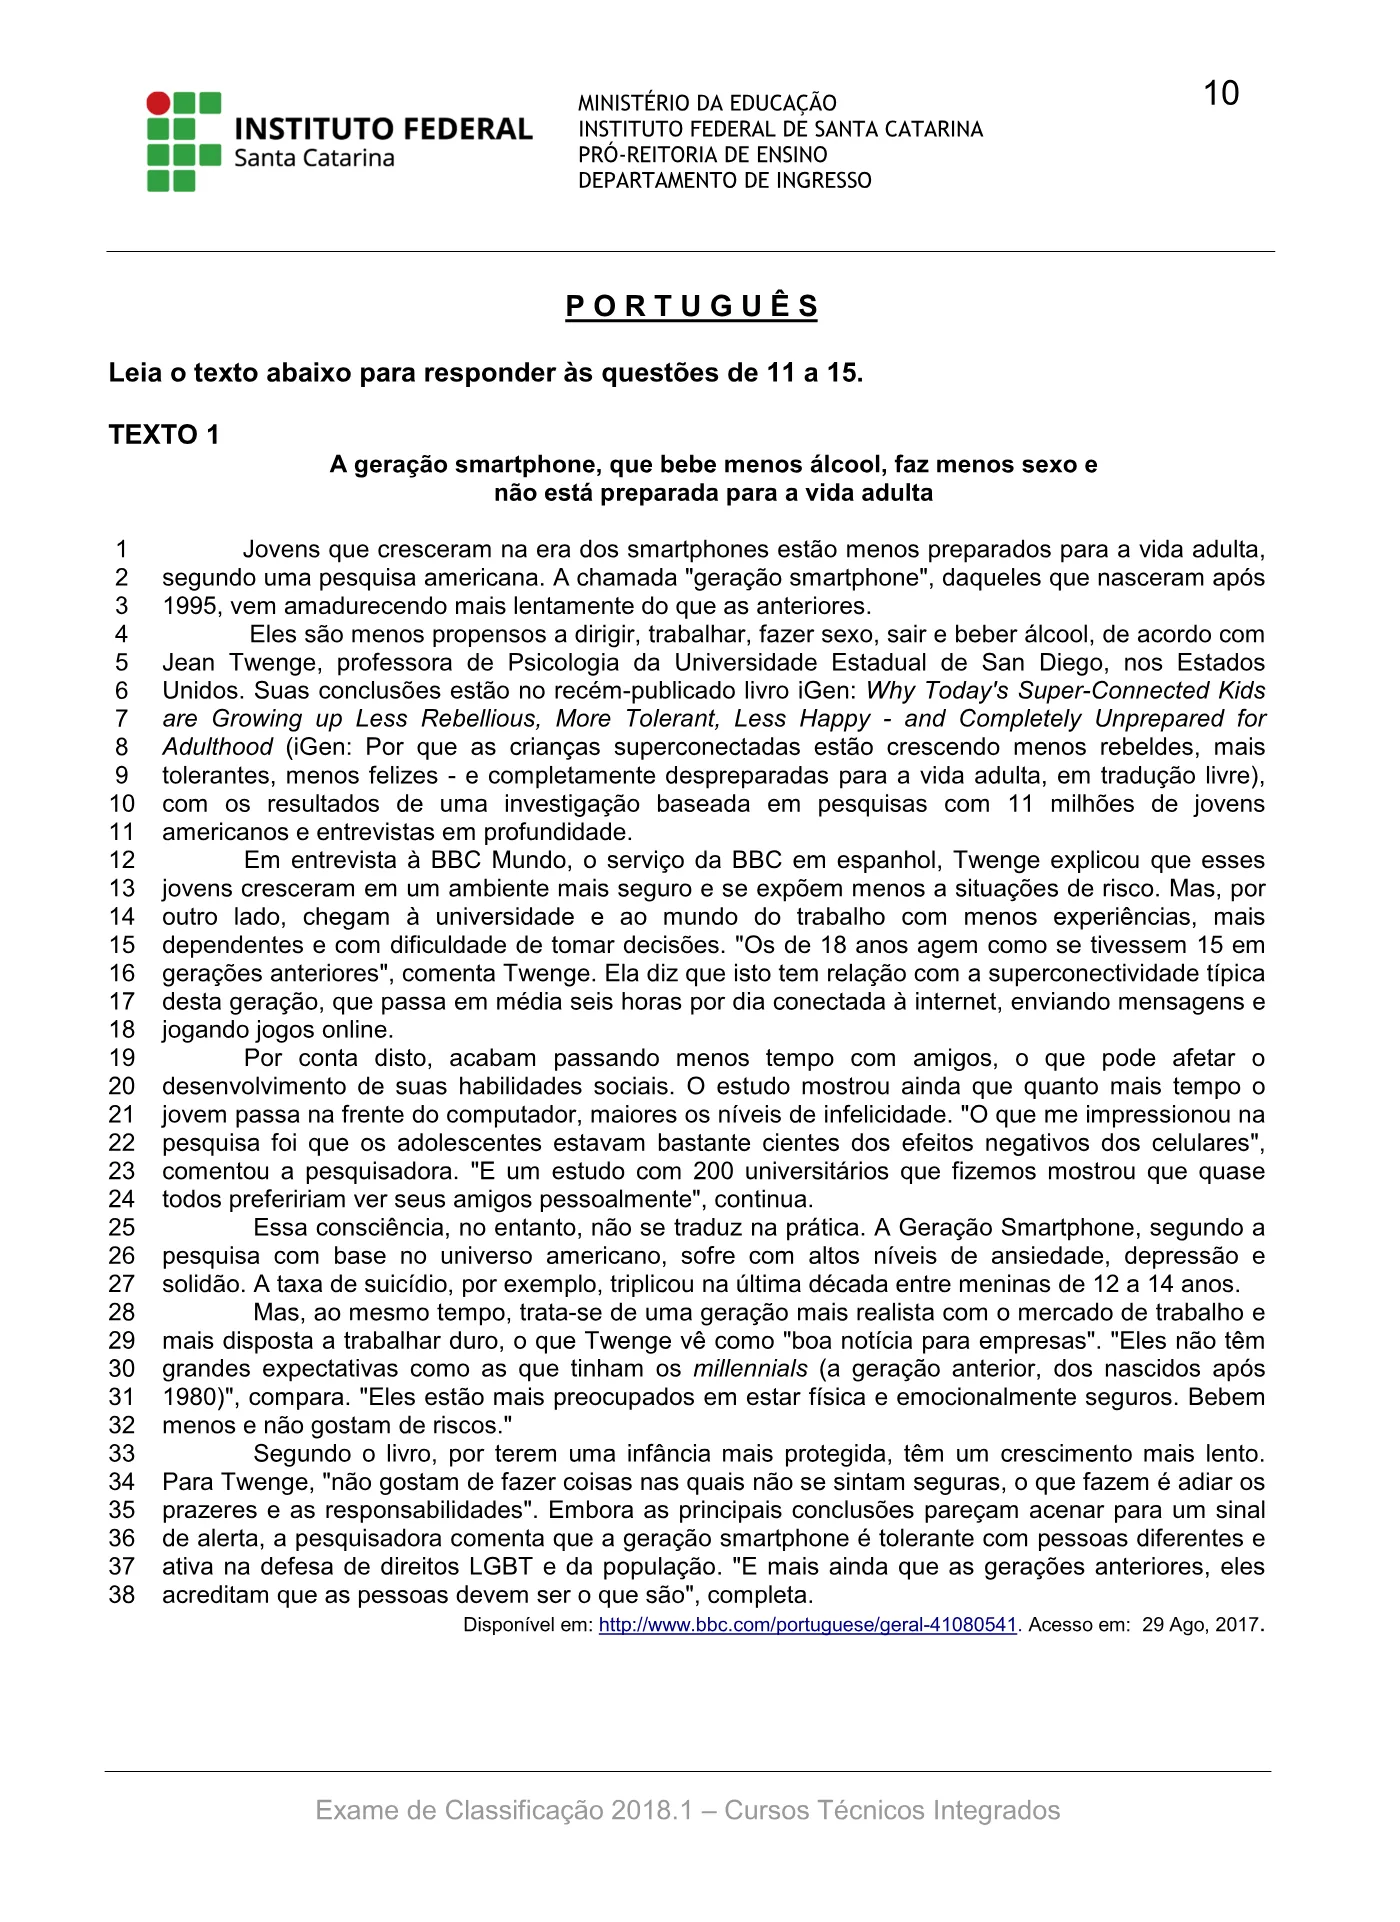 10
INSTITUTO FEDERAL
Santa Catarina
MINISTÉRIO DA EDUCAÇÃO
INSTITUTO FEDERAL DE SANTA CATARINA
PRÓ-REITORIA DE ENSINO
DEPARTAMENTO DE INGRESSO
P O R T U G U Ê S
Leia o texto abaixo para responder às questões de 11 a 15.
TEXTO 1
A geração smartphone, que bebe menos álcool, faz menos sexo e
não está preparada para a vida adulta
1 Jovens que cresceram na era dos smartphones estão menos preparados para a vida adulta,
2 segundo uma pesquisa americana. A chamada "geração smartphone", daqueles que nasceram após
3 1995, vem amadurecendo mais lentamente do que as anteriores.
4 Eles são menos propensos a dirigir, trabalhar, fazer sexo, sair e beber álcool, de acordo com
5 Jean Twenge, professora de Psicologia da Universidade Estadual de San Diego, nos Estados
6 Unidos. Suas conclusões estão no recém-publicado livro iGen: Why Today's Super-Connected Kids
7 are Growing up Less Rebellious, More Tolerant, Less Happy - and Completely Unprepared for
8 Adulthood (iGen: Por que as crianças superconectadas estão crescendo menos rebeldes, mais
9 tolerantes, menos felizes - e completamente despreparadas para a vida adulta, em tradução livre),
10 com os resultados de uma investigação baseada em pesquisas com 11 milhões de jovens
11 americanos e entrevistas em profundidade.
12 Em entrevista à BBC Mundo, o serviço da BBC em espanhol, Twenge explicou que esses
13 jovens cresceram em um ambiente mais seguro e se expõem menos a situações de risco. Mas, por
14 outro lado, chegam à universidade e ao mundo do trabalho com menos experiências, mais
15 dependentes e com dificuldade de tomar decisões. "Os de 18 anos agem como se tivessem 15 em
16 gerações anteriores", comenta Twenge. Ela diz que isto tem relação com a superconectividade típica
17 desta geração, que passa em média seis horas por dia conectada à internet, enviando mensagens e
18 jogando jogos online.
19 Por conta disto, acabam passando menos tempo com amigos, o que pode afetar o
20 desenvolvimento de suas habilidades sociais. O estudo mostrou ainda que quanto mais tempo o
21 jovem passa na frente do computador, maiores os níveis de infelicidade. "O que me impressionou na
22 pesquisa foi que os adolescentes estavam bastante cientes dos efeitos negativos dos celulares",
23 comentou a pesquisadora. "E um estudo com 200 universitários que fizemos mostrou que quase
24 todos prefeririam ver seus amigos pessoalmente", continua.
25 Essa consciência, no entanto, não se traduz na prática. A Geração Smartphone, segundo a
26 pesquisa com base no universo americano, sofre com altos níveis de ansiedade, depressão e
27 solidão. A taxa de suicídio, por exemplo, triplicou na última década entre meninas de 12 a 14 anos.
28 Mas, ao mesmo tempo, trata-se de uma geração mais realista com o mercado de trabalho e
29 mais disposta a trabalhar duro, o que Twenge vê como "boa notícia para empresas". "Eles não têm
30 grandes expectativas como as que tinham os millennials (a geração anterior, dos nascidos após
31 1980)", compara. "Eles estão mais preocupados em estar física e emocionalmente seguros. Bebem
32 menos e não gostam de riscos."
33 Segundo o livro, por terem uma infância mais protegida, têm um crescimento mais lento.
34 Para Twenge, "não gostam de fazer coisas nas quais não se sintam seguras, o que fazem é adiar os
35 prazeres e as responsabilidades". Embora as principais conclusões pareçam acenar para um sinal
36 de alerta, a pesquisadora comenta que a geração smartphone é tolerante com pessoas diferentes e
37 ativa na defesa de direitos LGBT e da população. "E mais ainda que as gerações anteriores, eles
38 acreditam que as pessoas devem ser o que são", completa.
Disponível em: http://www.bbc.com/portuguese/geral-41080541. Acesso em: 29 Ago, 2017.
Exame de Classificação 2018.1 – Cursos Técnicos Integrados